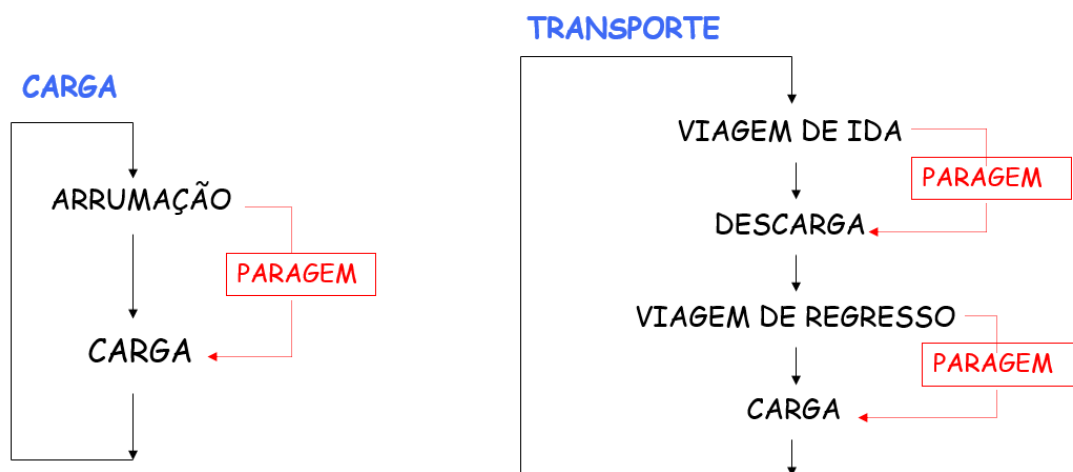 CARGA
ARRUMAÇÃO
PARAGEM
CARGA
TRANSPORTE
VIAGEM DE IDA
PARAGEM
DESCARGA
VIAGEM DE REGRESSO
PARAGEM
CARGA